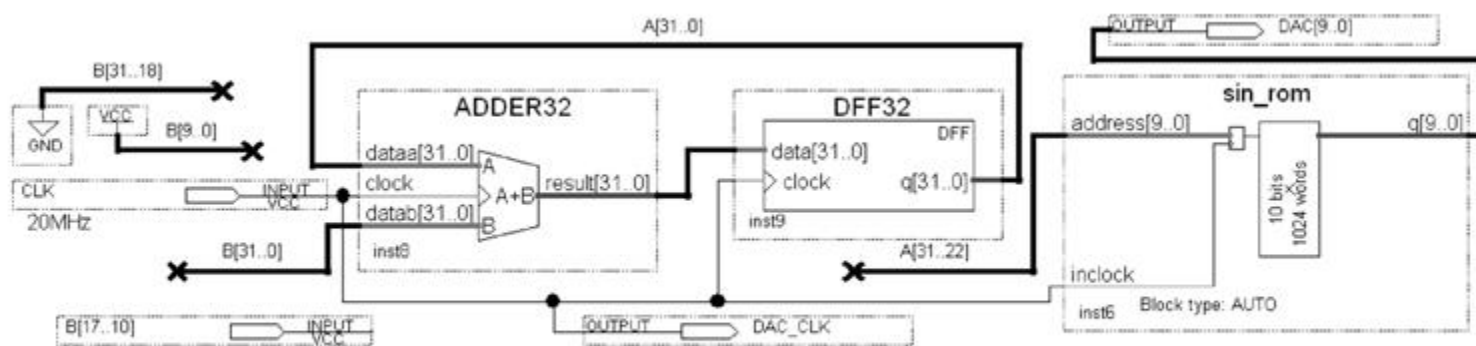 A[31..0]
OUTPUT
DAC[9..0]
B[31..18]
GND
VCC
B[9..0]
ADDER32
dataa[31..0]
A
clock
A+B
result[31..0]
datab[31..0]
B
inst8
CLK
INPUT
VCC
20MHz
B[31..0]
DFF32
DFF
data[31..0]
clock
q[31..0]
inst9
A[31..22]
sin_rom
address[9..0]
q[9..0]
10 bits
×
1024 words
inclock
inst6
Block type: AUTO
B[17..10]
INPUT
VCC
OUTPUT
DAC_CLK